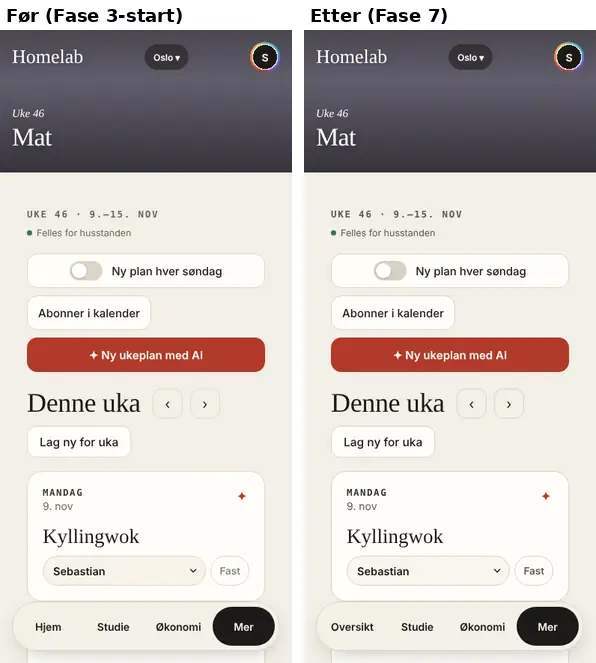 Før (Fase 3-start)
Homelab
Oslo ▾
S
Uke 46
Mat
UKE 46 · 9.–15. NOV
Felles for husstanden
Ny plan hver søndag
Abonner i kalender
✦ Ny ukeplan med AI
Denne uka
‹ ›
Lag ny for uka
MANDAG
✦
9. nov
Kyllingwok
Sebastian
Fast
Hjem Studie Økonomi Mer
Etter (Fase 7)
Homelab
Oslo ▾
S
Uke 46
Mat
UKE 46 · 9.–15. NOV
Felles for husstanden
Ny plan hver søndag
Abonner i kalender
✦ Ny ukeplan med AI
Denne uka
‹ ›
Lag ny for uka
MANDAG
✦
9. nov
Kyllingwok
Sebastian
Fast
Oversikt Studie Økonomi Mer